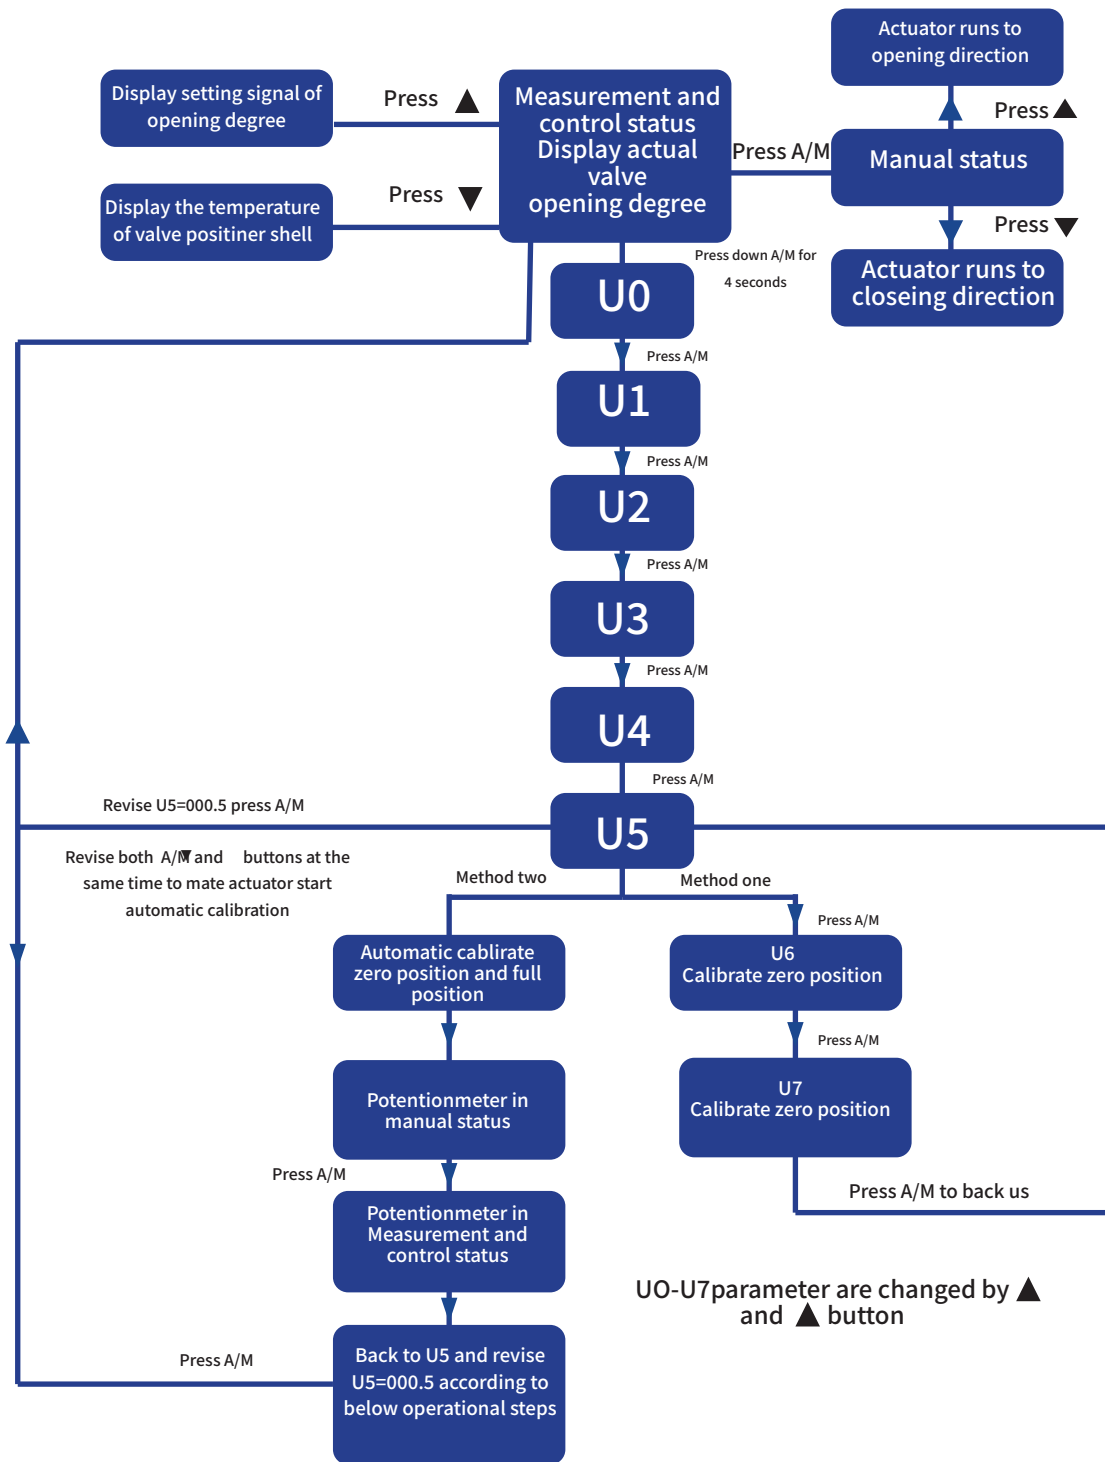 Actuator runs to
opening direction
Display setting signal of
opening degree
Press ▲
Measurement and
control status
Display actual
valve
opening degree
Press A/M
Press ▲
Manual status
Display the temperature
of valve positiner shell
Press ▼
Press ▼
Actuator runs to
closeing direction
Press down A/M for
4 seconds
U0
Press A/M
U1
Press A/M
U2
Press A/M
U3
Press A/M
U4
Press A/M
Revise U5=000.5 press A/M
U5
Revise both A/M▼and buttons at the
same time to mate actuator start
automatic calibration
Method two
Method one
Press A/M
Automatic cablirate
zero position and full
position
U6
Calibrate zero position
Press A/M
Potentionmeter in
manual status
U7
Calibrate zero position
Press A/M
Potentionmeter in
Measurement and
control status
Press A/M to back us
UO-U7parameter are changed by ▲
and ▲ button
Press A/M
Back to U5 and revise
U5=000.5 according to
below operational steps